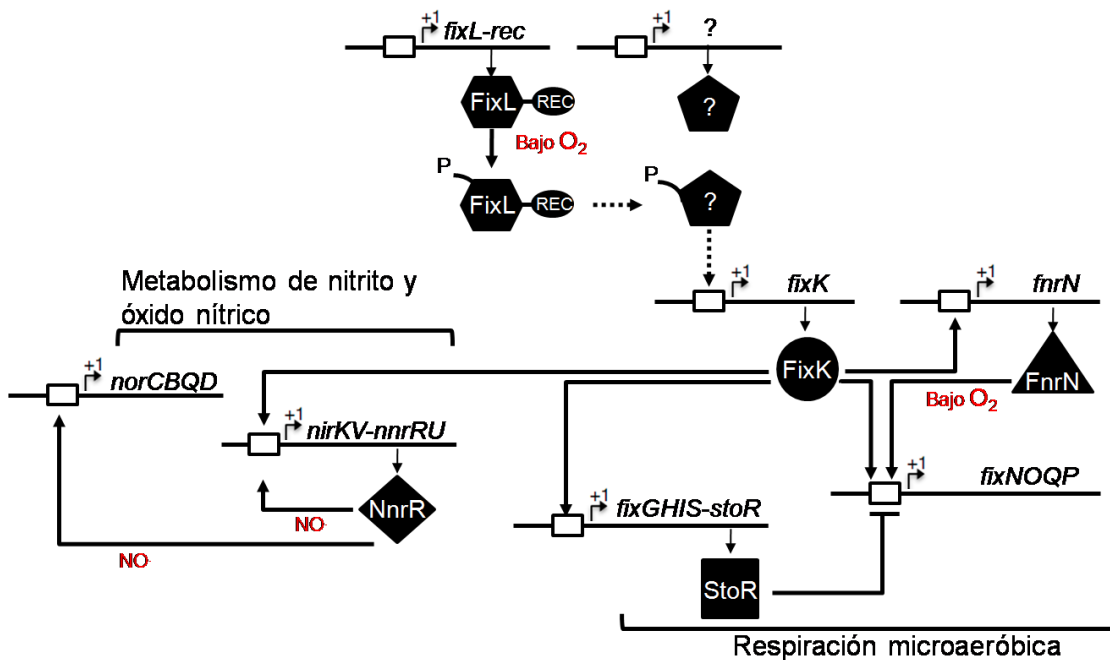 +1 fixL-rec
+1 ?
FixL REC
?
Bajo O₂
P FixL REC
P ?
Metabolismo de nitrito y
óxido nítrico
+1 fixK
+1 fnrN
FixK
FnrN
Bajo O₂
+1 norCBQD
+1 nirKV-nnrRU
NnrR
NO
NO
+1 fixGHIS-stoR
+1 fixNOQP
StoR
Respiración microaeróbica